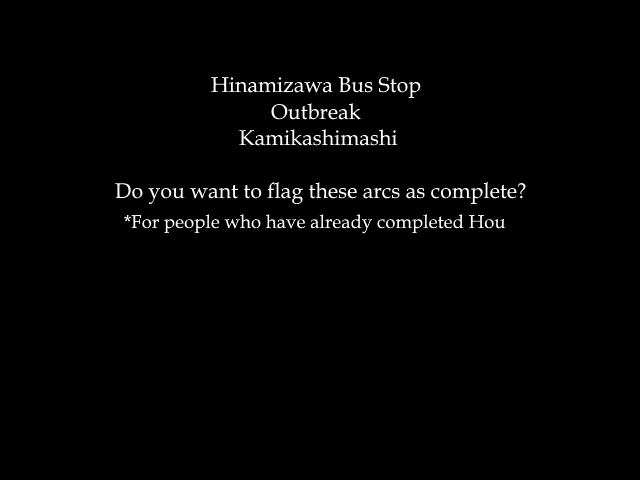 Hinamizawa Bus Stop
Outbreak
Kamikashimashi
Do you want to flag these arcs as complete?
*For people who have already completed Hou